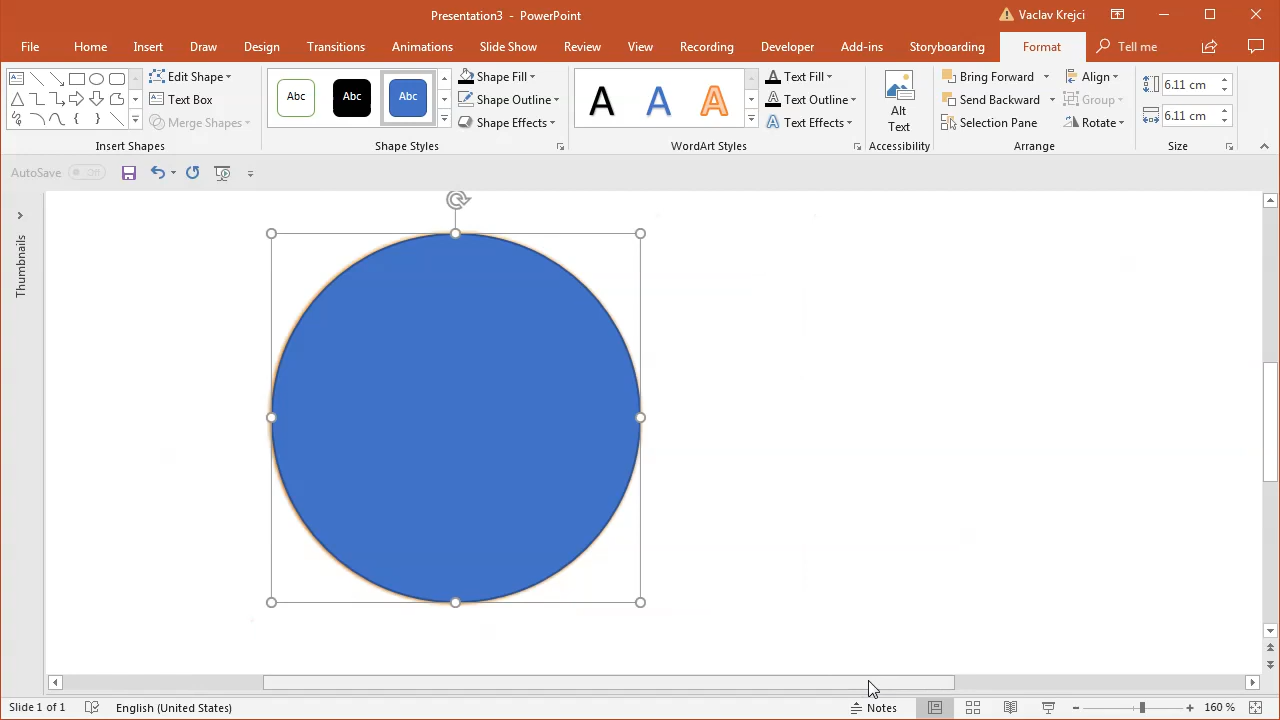 Presentation3 - PowerPoint
Vaclav Krejci
File Home Insert Draw Design Transitions Animations Slide Show Review View Recording Developer Add-ins Storyboarding Format Tell me
Edit Shape
Text Box
Merge Shapes
Insert Shapes
Abc Abc Abc
Shape Fill
Shape Outline
Shape Effects
Shape Styles
A A A
Text Fill
Text Outline
Text Effects
WordArt Styles
Alt
Text
Accessibility
Bring Forward
Send Backward
Selection Pane
Align
Group
Rotate
Arrange
6.11 cm
6.11 cm
Size
AutoSave Off
Thumbnails
Slide 1 of 1 English (United States) Notes 160 %